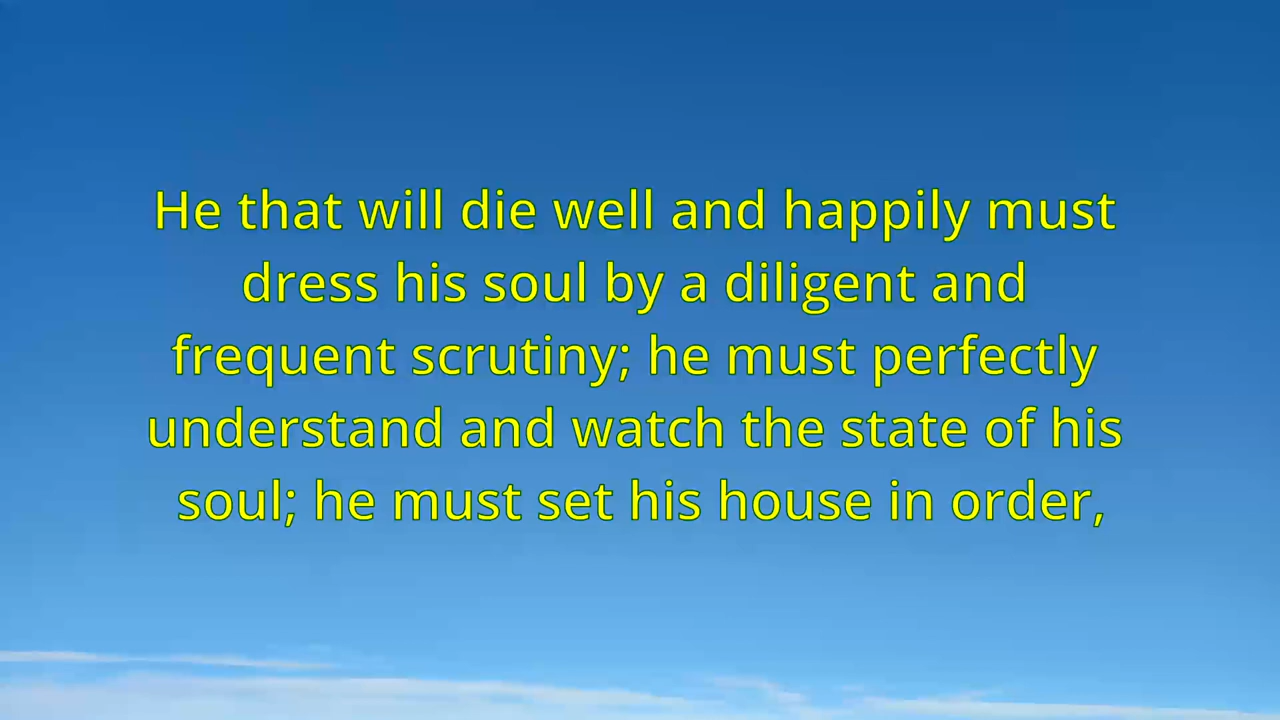 He that will die well and happily must
dress his soul by a diligent and
frequent scrutiny; he must perfectly
understand and watch the state of his
soul; he must set his house in order,